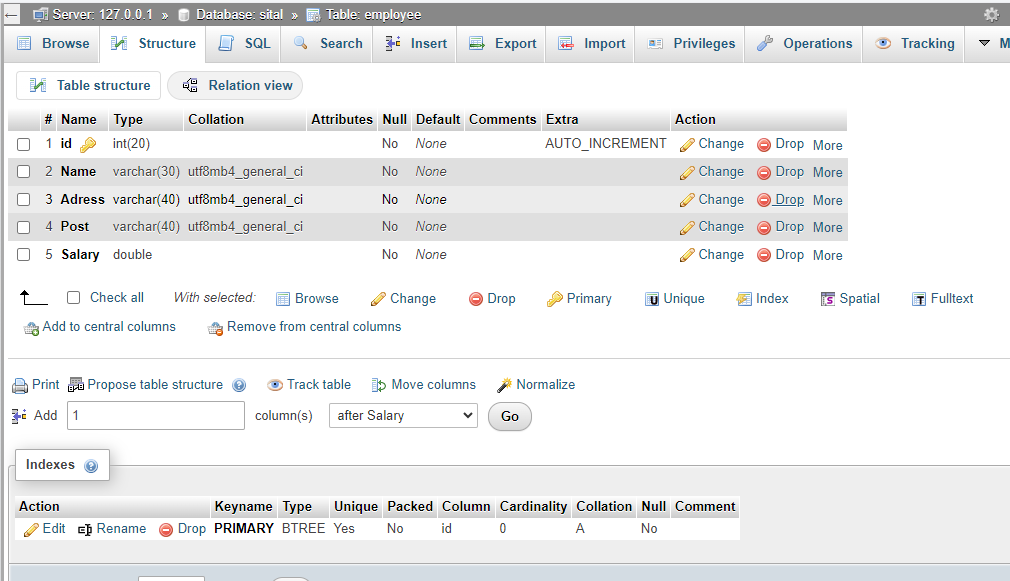 Server: 127.0.0.1 » Database: sital » Table: employee
Browse Structure SQL Search Insert Export Import Privileges Operations Tracking M
Table structure Relation view
# Name Type Collation Attributes Null Default Comments Extra Action
1 id int(20) No None AUTO_INCREMENT Change Drop More
2 Name varchar(30) utf8mb4_general_ci No None Change Drop More
3 Adress varchar(40) utf8mb4_general_ci No None Change Drop More
4 Post varchar(40) utf8mb4_general_ci No None Change Drop More
5 Salary double No None Change Drop More
Check all With selected: Browse Change Drop Primary Unique Index Spatial Fulltext
Add to central columns Remove from central columns
Print Propose table structure Track table Move columns Normalize
Add 1 column(s) after Salary Go
Indexes
Action Keyname Type Unique Packed Column Cardinality Collation Null Comment
Edit Rename Drop PRIMARY BTREE Yes No id 0 A No